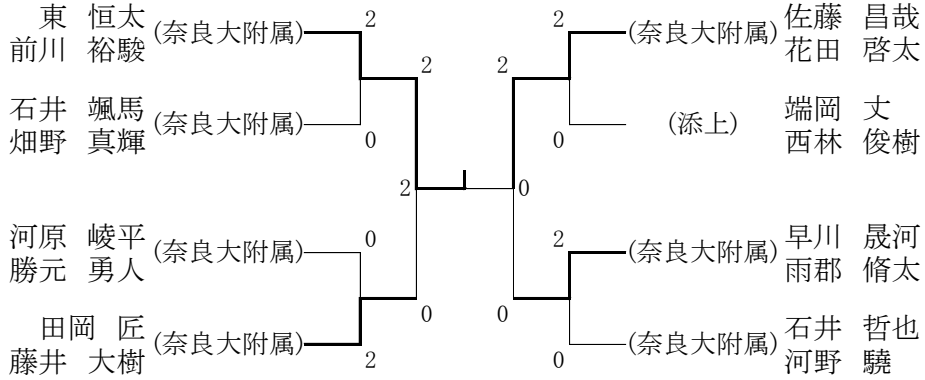 東 恒太
前川 裕駿
(奈良大附属)
2
石井 颯馬
畑野 真輝
(奈良大附属)
0
2
河原 崚平
勝元 勇人
(奈良大附属)
0
田岡 匠
藤井 大樹
(奈良大附属)
2
0
2
0
2
佐藤 昌哉
花田 啓太
(奈良大附属)
2
端岡 丈
西林 俊樹
(添上)
0
2
早川 晟河
雨郡 脩太
(奈良大附属)
2
石井 哲也
河野 驍
(奈良大附属)
0
0